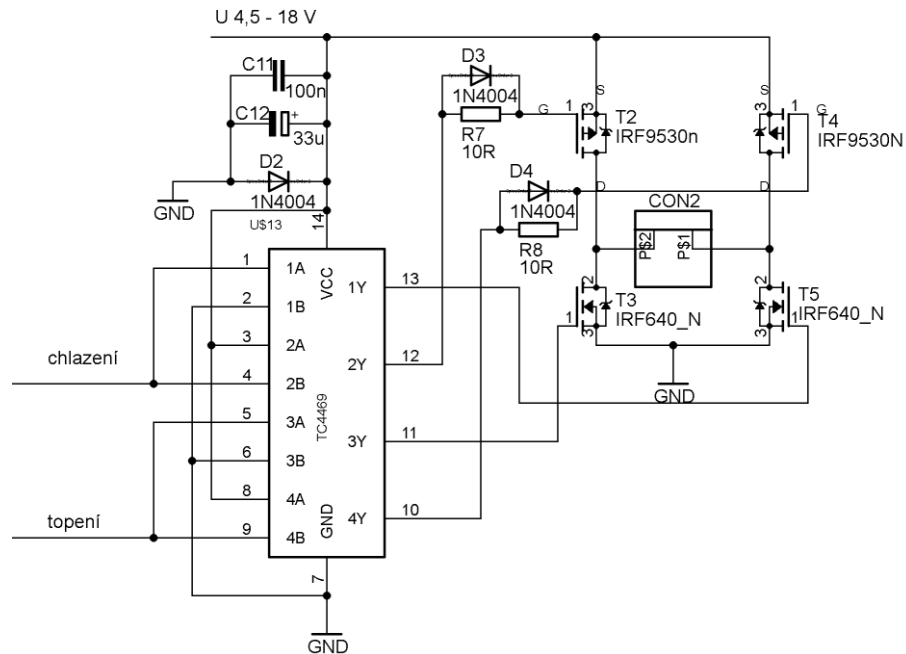 U 4,5 - 18 V
C11
100n
C12
+
33u
D2
1N4004
GND
U$13
14
D3
1N4004
R7
10R
G
1
3
S
T2
IRF9530n
S
3
1
G
T4
IRF9530N
D4
1N4004
R8
10R
D
D
CON2
P$2
P$1
2
T3
IRF640_N
1
3
2
T5
IRF640_N
1
3
GND
chlazení
topení
1
2
3
4
5
6
8
9
1A
1B
2A
2B
3A
3B
4A
4B
VCC
TC4469
GND
1Y
2Y
3Y
4Y
13
12
11
10
7
GND